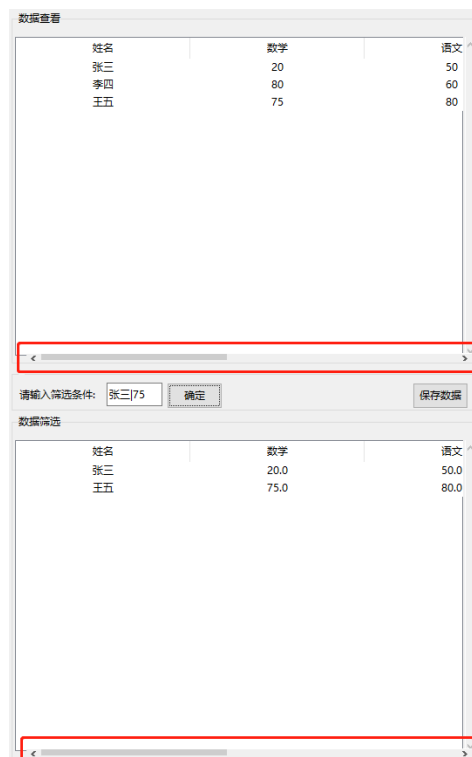 数据查看
姓名 数学 语文
张三 20 50
李四 80 60
王五 75 80
请输入筛选条件: 张三|75 确定 保存数据
数据筛选
姓名 数学 语文
张三 20.0 50.0
王五 75.0 80.0